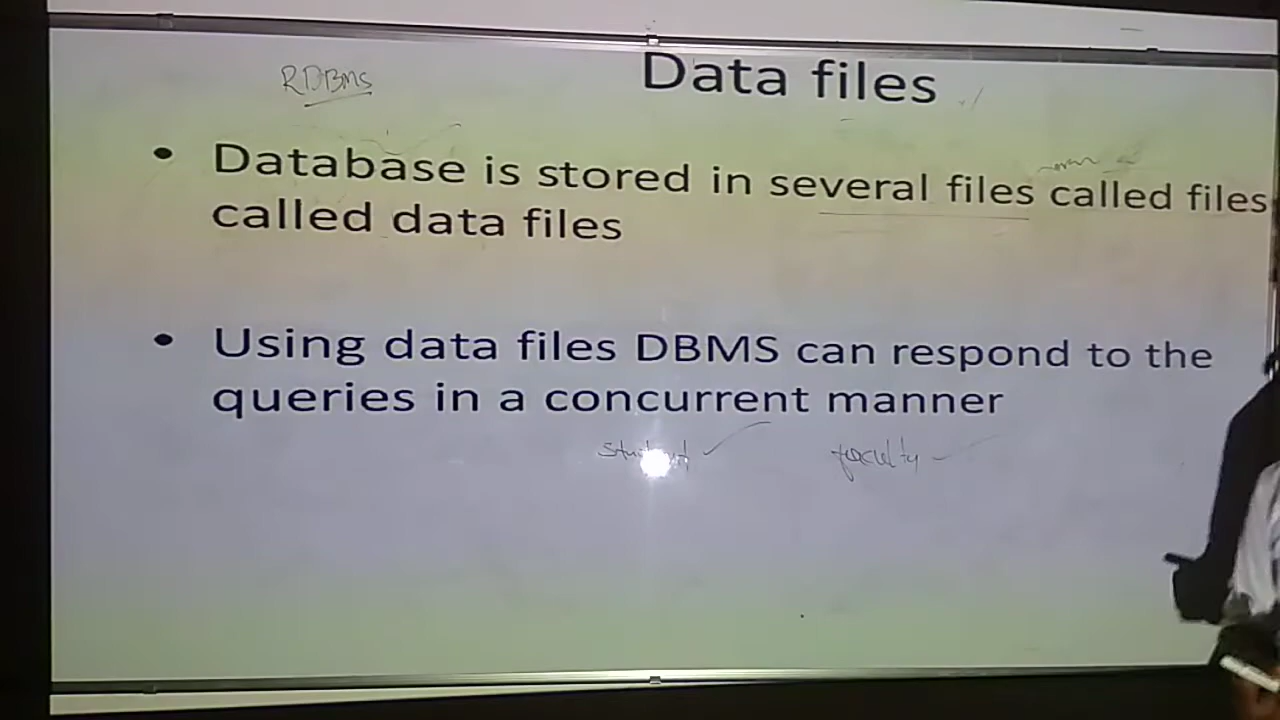 RDBMS
Data files
• Database is stored in several files called files
called data files
• Using data files DBMS can respond to the
queries in a concurrent manner
student faculty